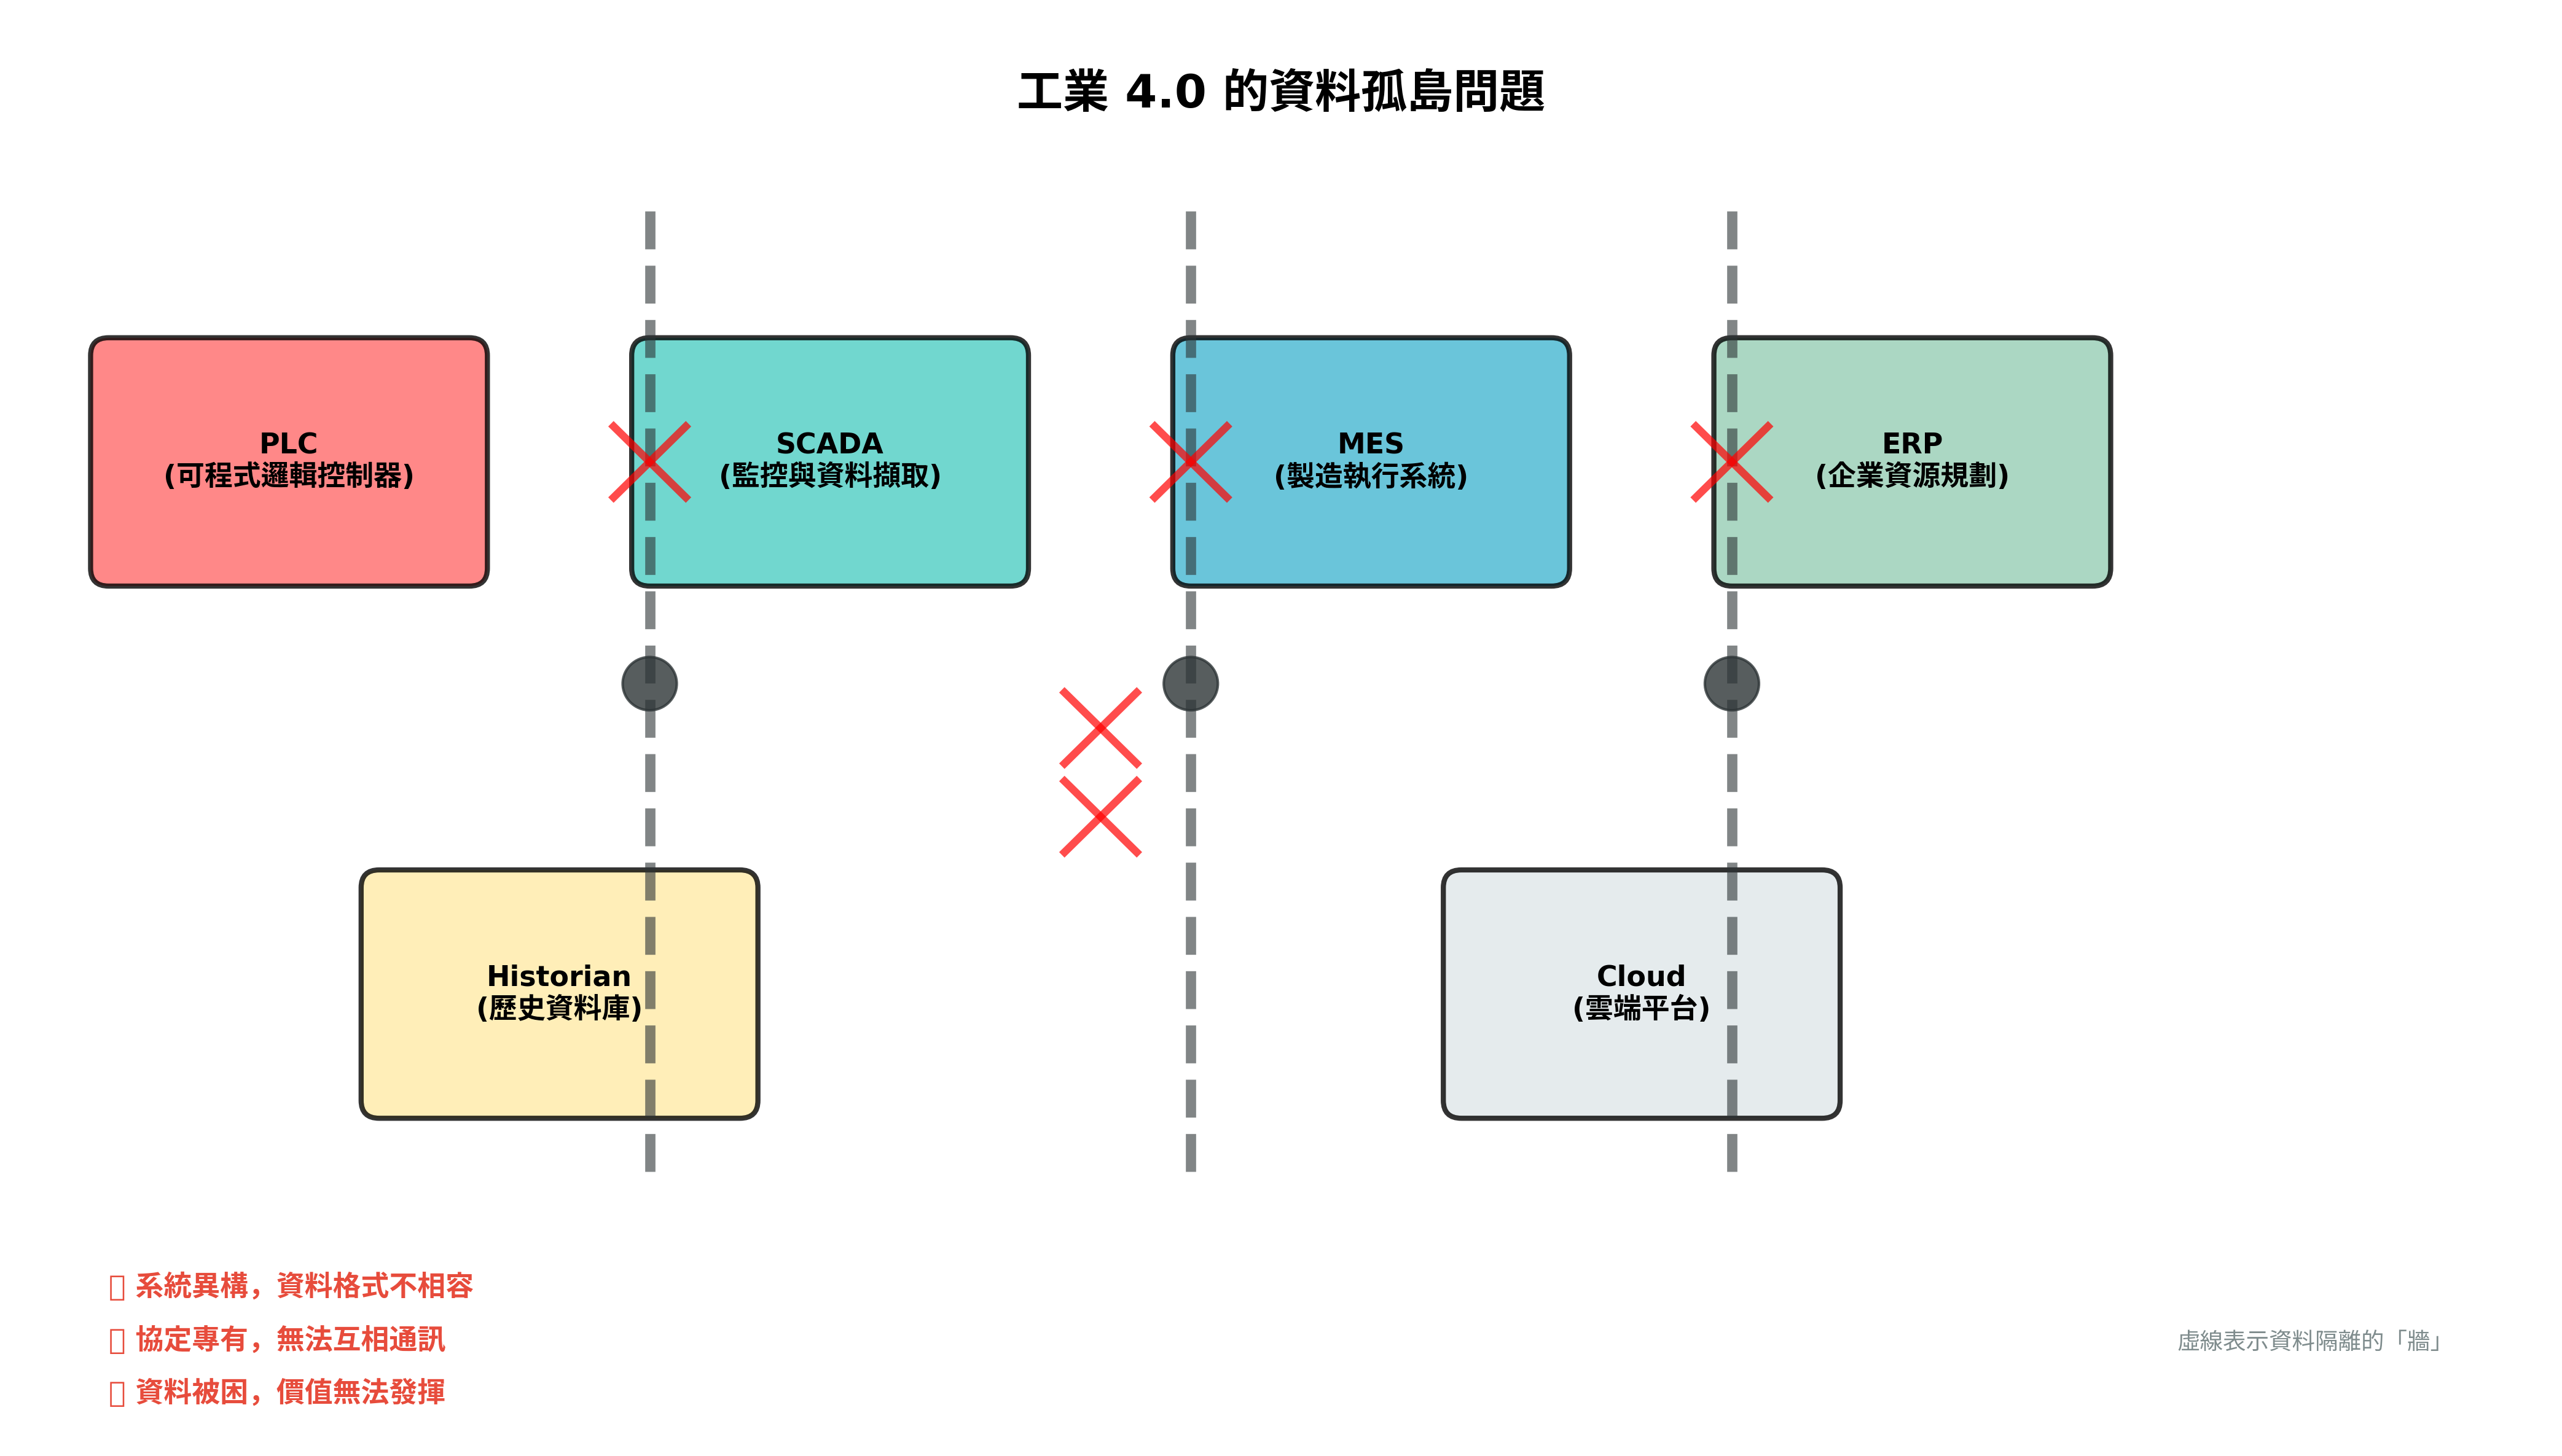 工業 4.0 的資料孤島問題
PLC
(可程式邏輯控制器)
SCADA
(監控與資料擷取)
MES
(製造執行系統)
ERP
(企業資源規劃)
Historian
(歷史資料庫)
Cloud
(雲端平台)
系統異構，資料格式不相容
協定專有，無法互相通訊
資料被困，價值無法發揮
虛線表示資料隔離的「牆」